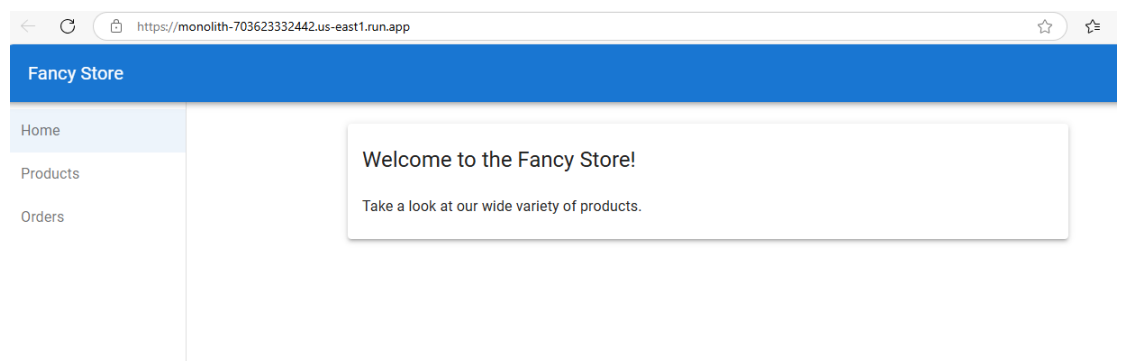 https://monolith-703623332442.us-east1.run.app
Fancy Store
Home
Products
Orders
Welcome to the Fancy Store!
Take a look at our wide variety of products.